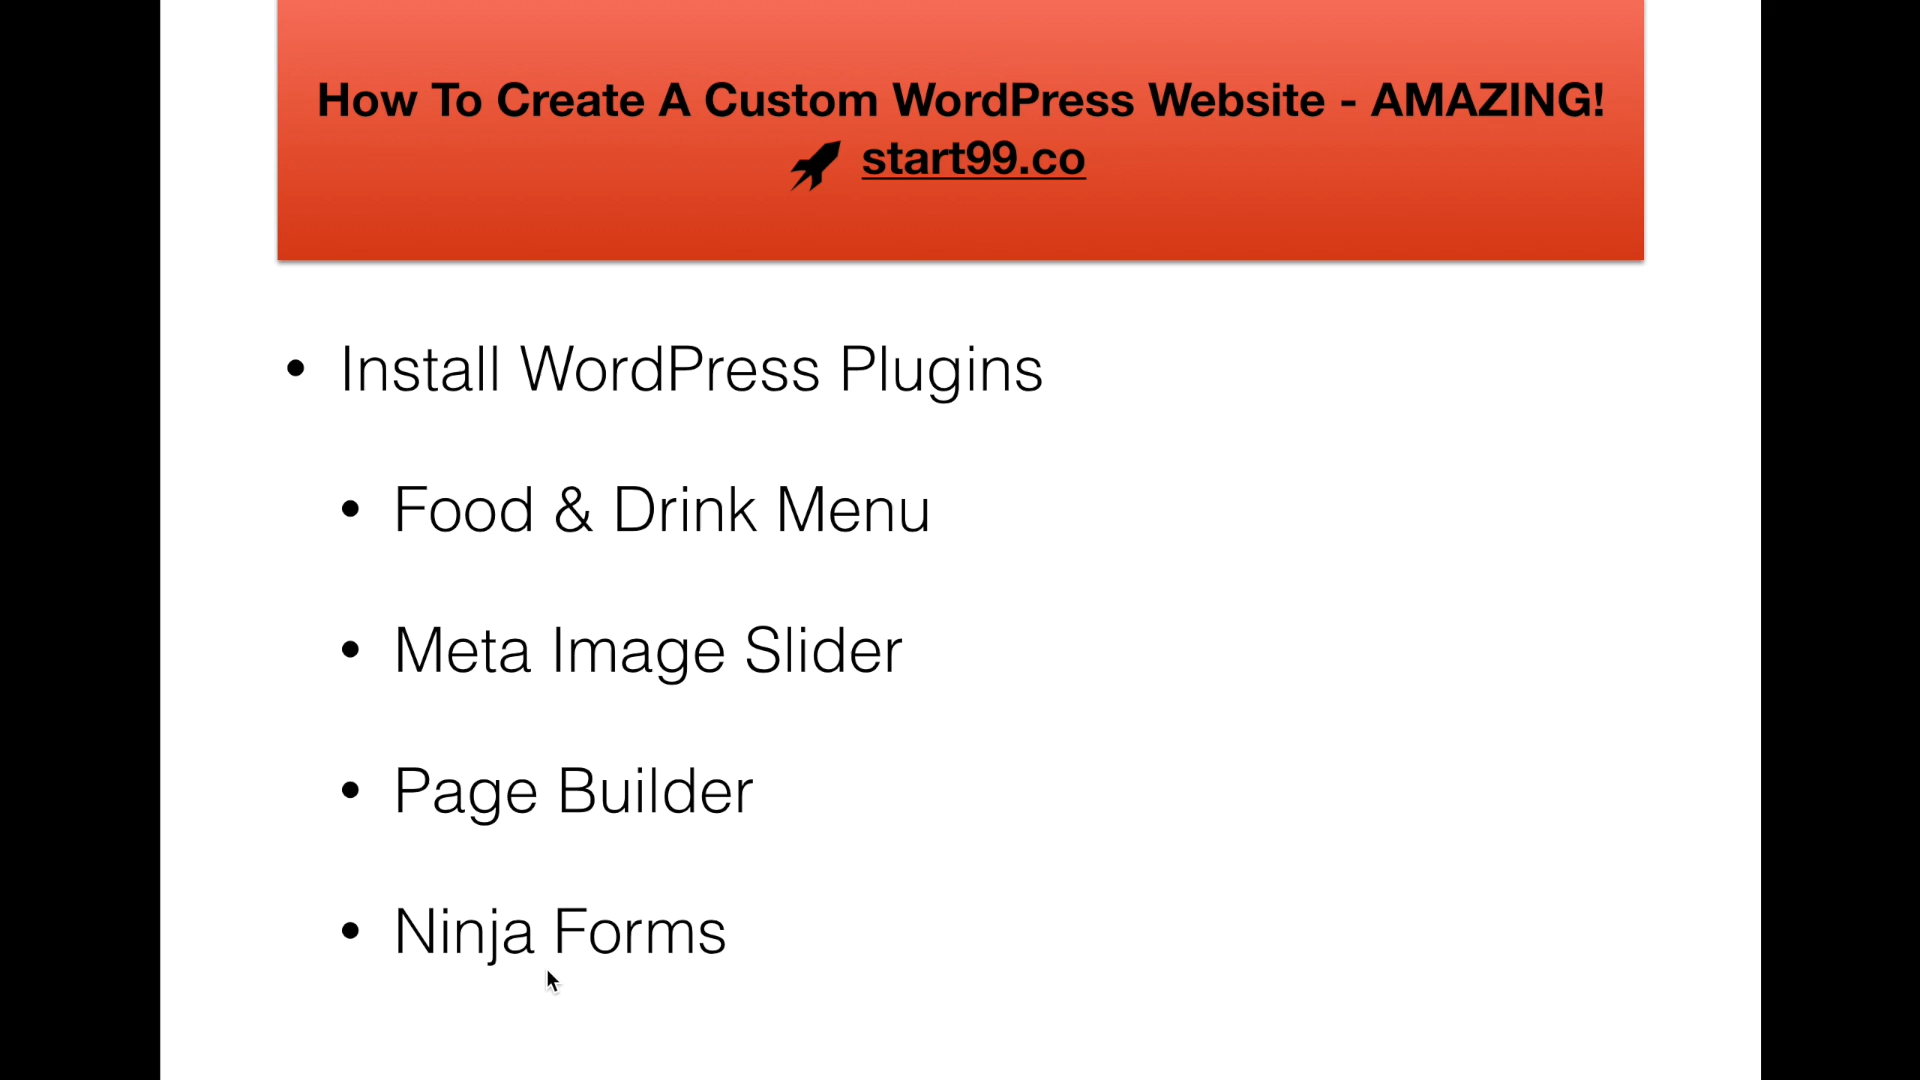 How To Create A Custom WordPress Website - AMAZING!
start99.co
• Install WordPress Plugins
• Food & Drink Menu
• Meta Image Slider
• Page Builder
• Ninja Forms